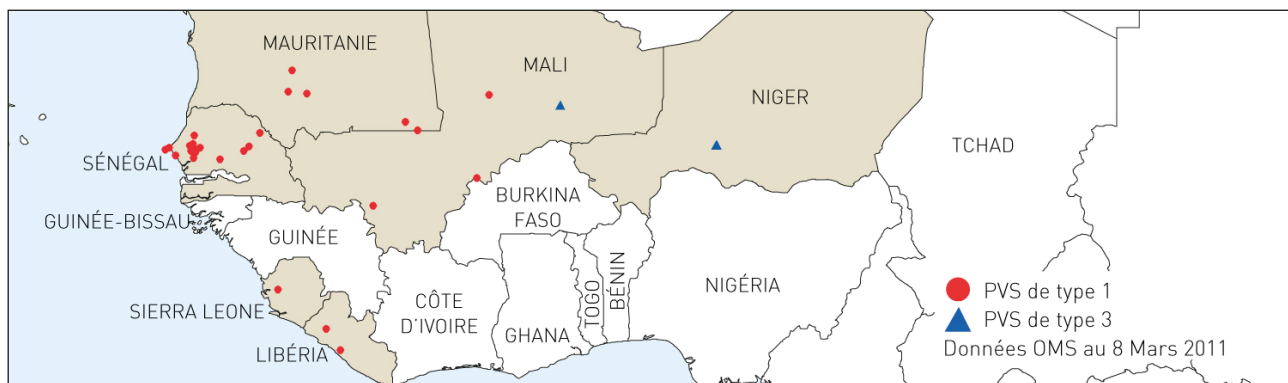 MAURITANIE
MALI
NIGER
TCHAD
SÉNÉGAL
BURKINA
FASO
GUINÉE-BISSAU
GUINÉE
BÉNIN
TOGO
NIGÉRIA
SIERRA LEONE
CÔTE
D'IVOIRE
GHANA
LIBÉRIA
PVS de type 1
PVS de type 3
Données OMS au 8 Mars 2011